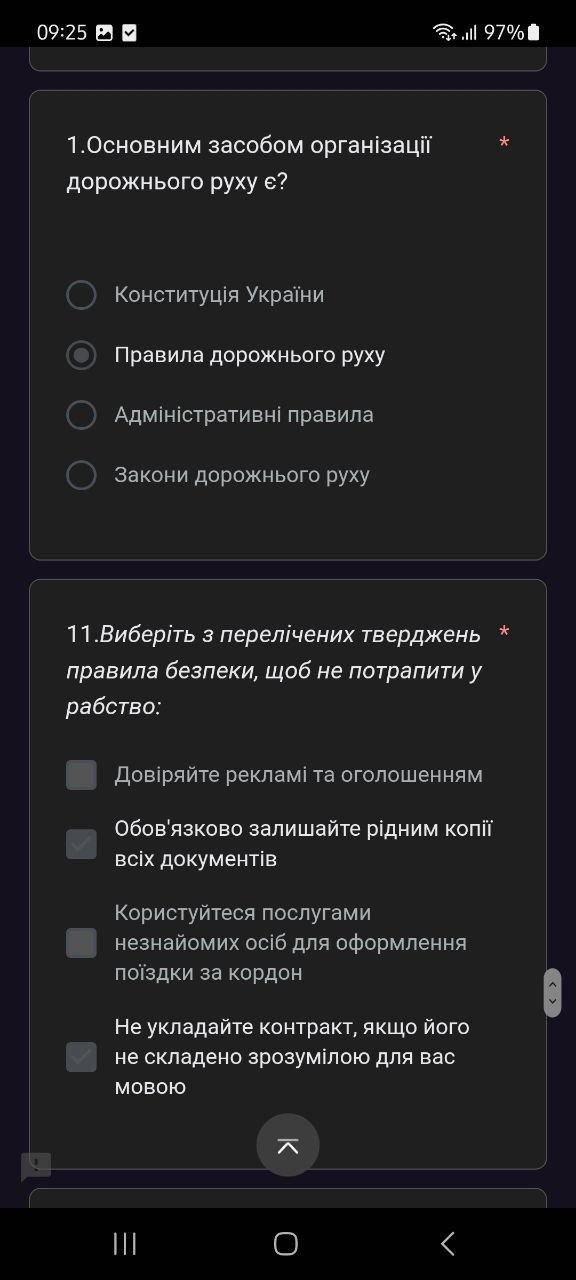 09:25
97%
1.Основним засобом організації *
дорожнього руху є?
Конституція України
Правила дорожнього руху
Адміністративні правила
Закони дорожнього руху
11.Виберіть з перелічених тверджень *
правила безпеки, щоб не потрапити у
рабство:
Довіряйте рекламі та оголошенням
Обов'язково залишайте рідним копії
всіх документів
Користуйтеся послугами
незнайомих осіб для оформлення
поїздки за кордон
Не укладайте контракт, якщо його
не складено зрозумілою для вас
мовою